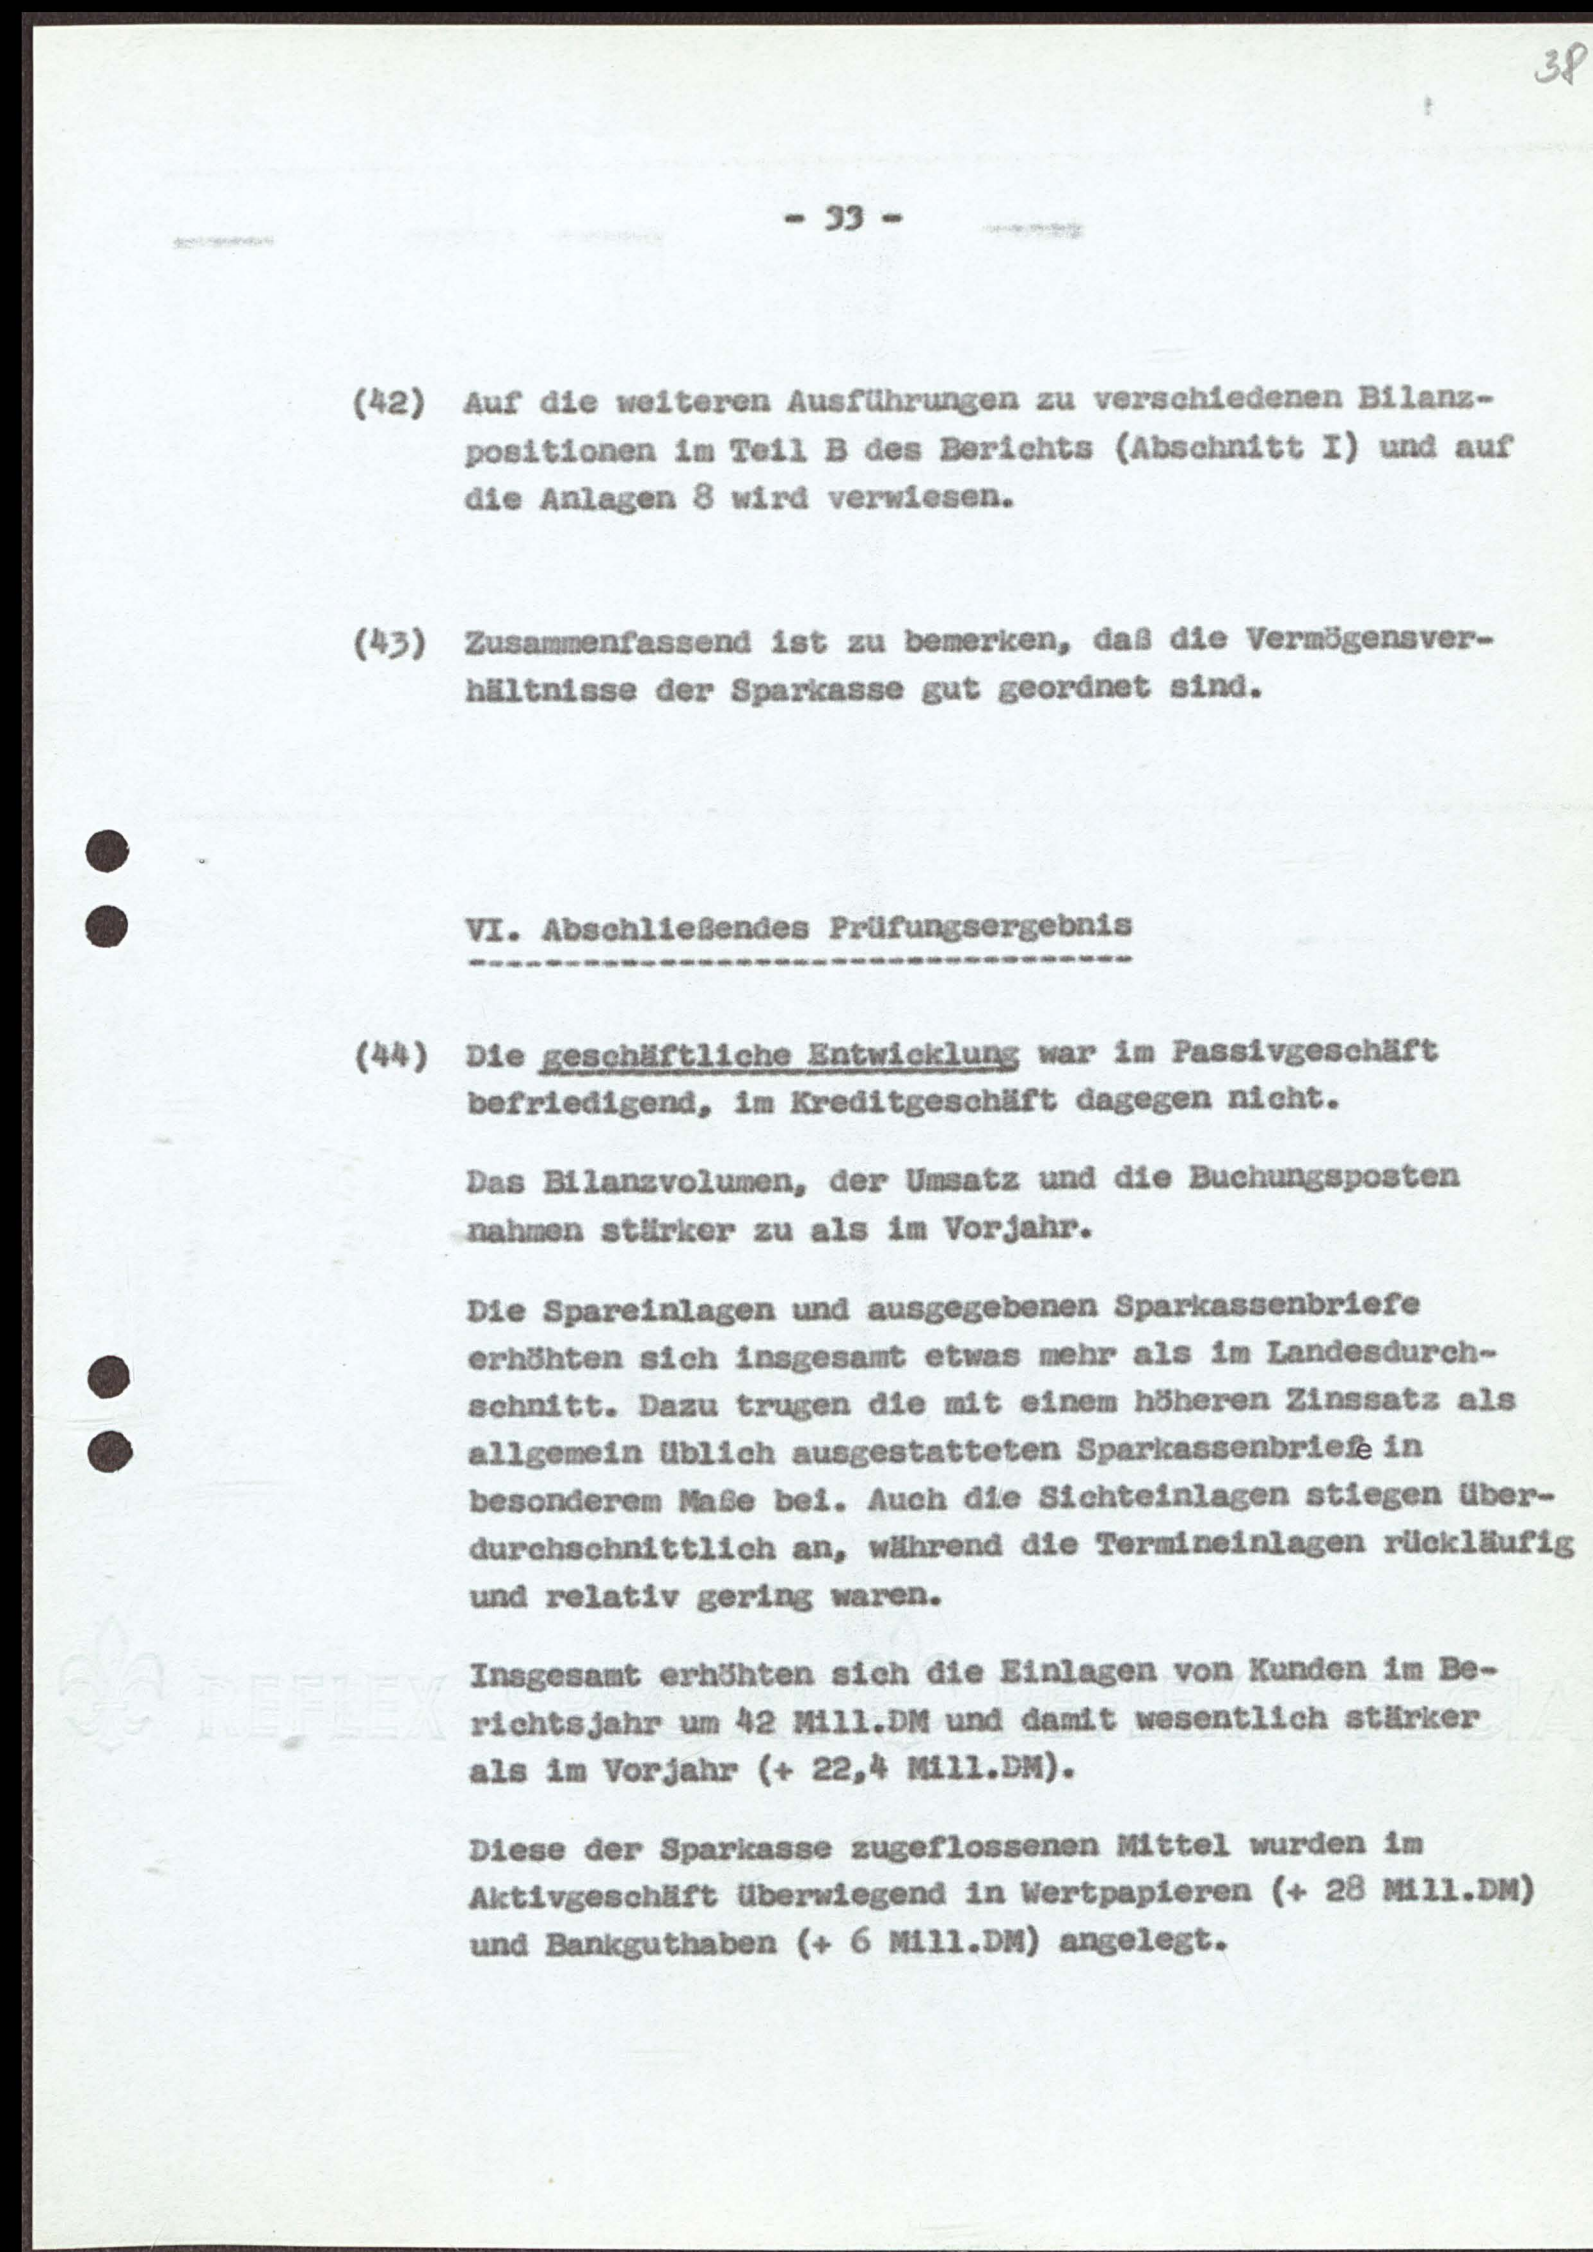 38
- 33 -
(42) Auf die weiteren Ausführungen zu verschiedenen Bilanz-
positionen im Teil B des Berichts (Abschnitt I) und auf
die Anlagen 8 wird verwiesen.
(43) Zusammenfassend ist zu bemerken, daß die Vermögensver-
hältnisse der Sparkasse gut geordnet sind.
VI. Abschließendes Prüfungsergebnis
(44) Die geschäftliche Entwicklung war im Passivgeschäft
befriedigend, im Kreditgeschäft dagegen nicht.
Das Bilanzvolumen, der Umsatz und die Buchungsposten
nahmen stärker zu als im Vorjahr.
Die Spareinlagen und ausgegebenen Sparkassenbriefe
erhöhten sich insgesamt etwas mehr als im Landesdurch-
schnitt. Dazu trugen die mit einem höheren Zinssatz als
allgemein üblich ausgestatteten Sparkassenbriefe in
besonderem Maße bei. Auch die Sichteinlagen stiegen über-
durchschnittlich an, während die Termineinlagen rückläufig
und relativ gering waren.
Insgesamt erhöhten sich die Einlagen von Kunden im Be-
richtsjahr um 42 Mill.DM und damit wesentlich stärker
als im Vorjahr (+ 22,4 Mill.DM).
Diese der Sparkasse zugeflossenen Mittel wurden im
Aktivgeschäft überwiegend in Wertpapieren (+ 28 Mill.DM)
und Bankguthaben (+ 6 Mill.DM) angelegt.
REFLEX